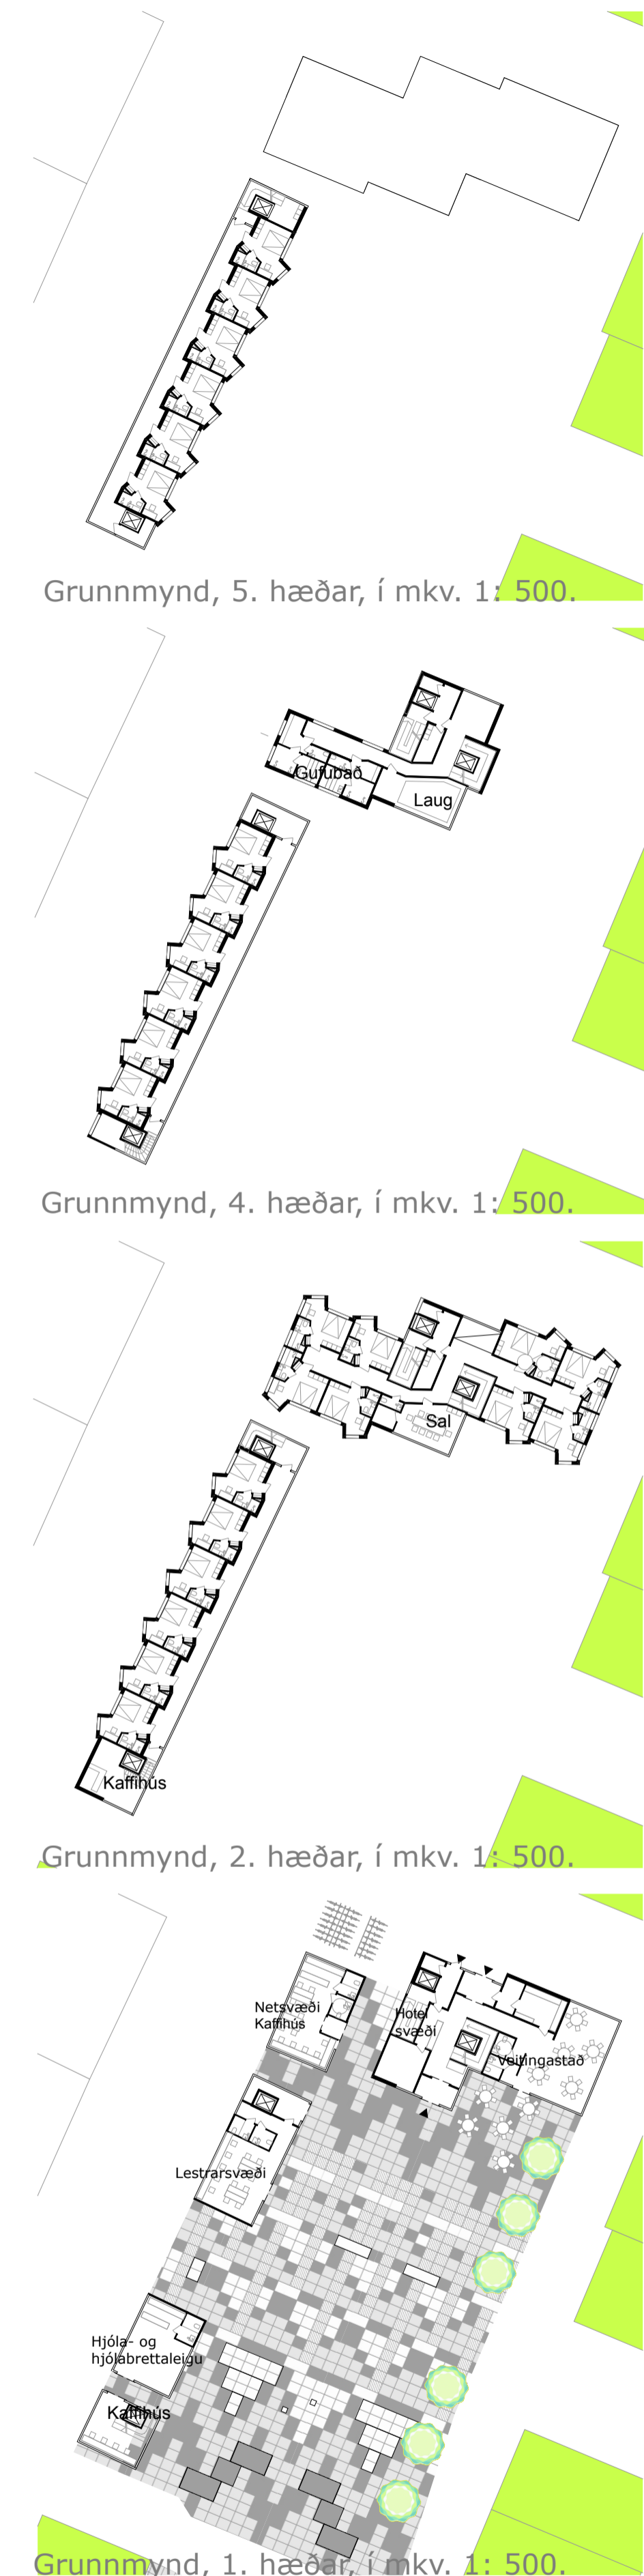 Grunnmynd, 5. hæðar, í mkv. 1: 500.
Gufubað
Laug
Grunnmynd, 4. hæðar, í mkv. 1: 500.
Sal
Kaffihús
Grunnmynd, 2. hæðar, í mkv. 1: 500.
Netsvæði
Kaffihús
Hotel
svæði
Veitingastað
Lestrarsvæði
Hjóla- og
hjólabrettaleigu
Kaffihús
Grunnmynd, 1. hæðar, í mkv. 1: 500.